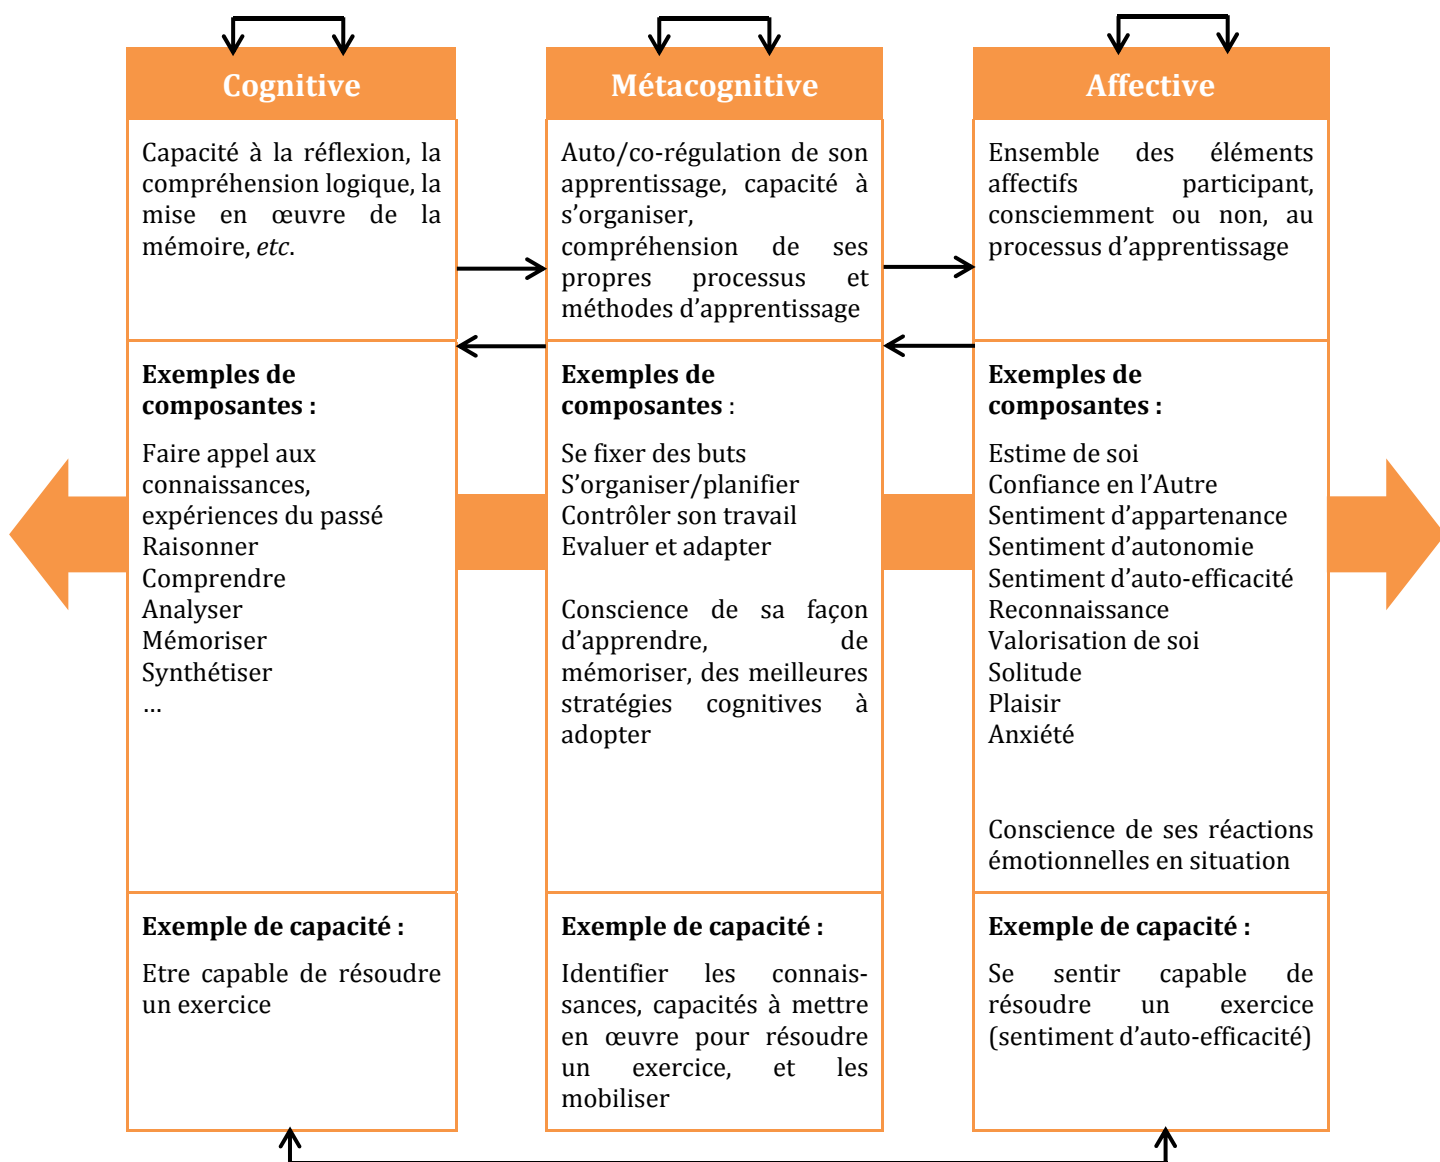 Cognitive
Capacité à la réflexion, la
compréhension logique, la
mise en œuvre de la
mémoire, etc.
Exemples de
composantes :
Faire appel aux
connaissances,
expériences du passé
Raisonner
Comprendre
Analyser
Mémoriser
Synthétiser
…
Exemple de capacité :
Etre capable de résoudre
un exercice
Métacognitive
Auto/co-régulation de son
apprentissage, capacité à
s’organiser,
compréhension de ses
propres processus et
méthodes d’apprentissage
Exemples de
composantes :
Se fixer des buts
S’organiser/planifier
Contrôler son travail
Evaluer et adapter
Conscience de sa façon
d’apprendre, de
mémoriser, des meilleures
stratégies cognitives à
adopter
Exemple de capacité :
Identifier les connais-
sances, capacités à mettre
en œuvre pour résoudre
un exercice, et les
mobiliser
Affective
Ensemble des éléments
affectifs participant,
consciemment ou non, au
processus d’apprentissage
Exemples de
composantes :
Estime de soi
Confiance en l’Autre
Sentiment d’appartenance
Sentiment d’autonomie
Sentiment d’auto-efficacité
Reconnaissance
Valorisation de soi
Solitude
Plaisir
Anxiété
Conscience de ses réactions
émotionnelles en situation
Exemple de capacité :
Se sentir capable de
résoudre un exercice
(sentiment d’auto-efficacité)